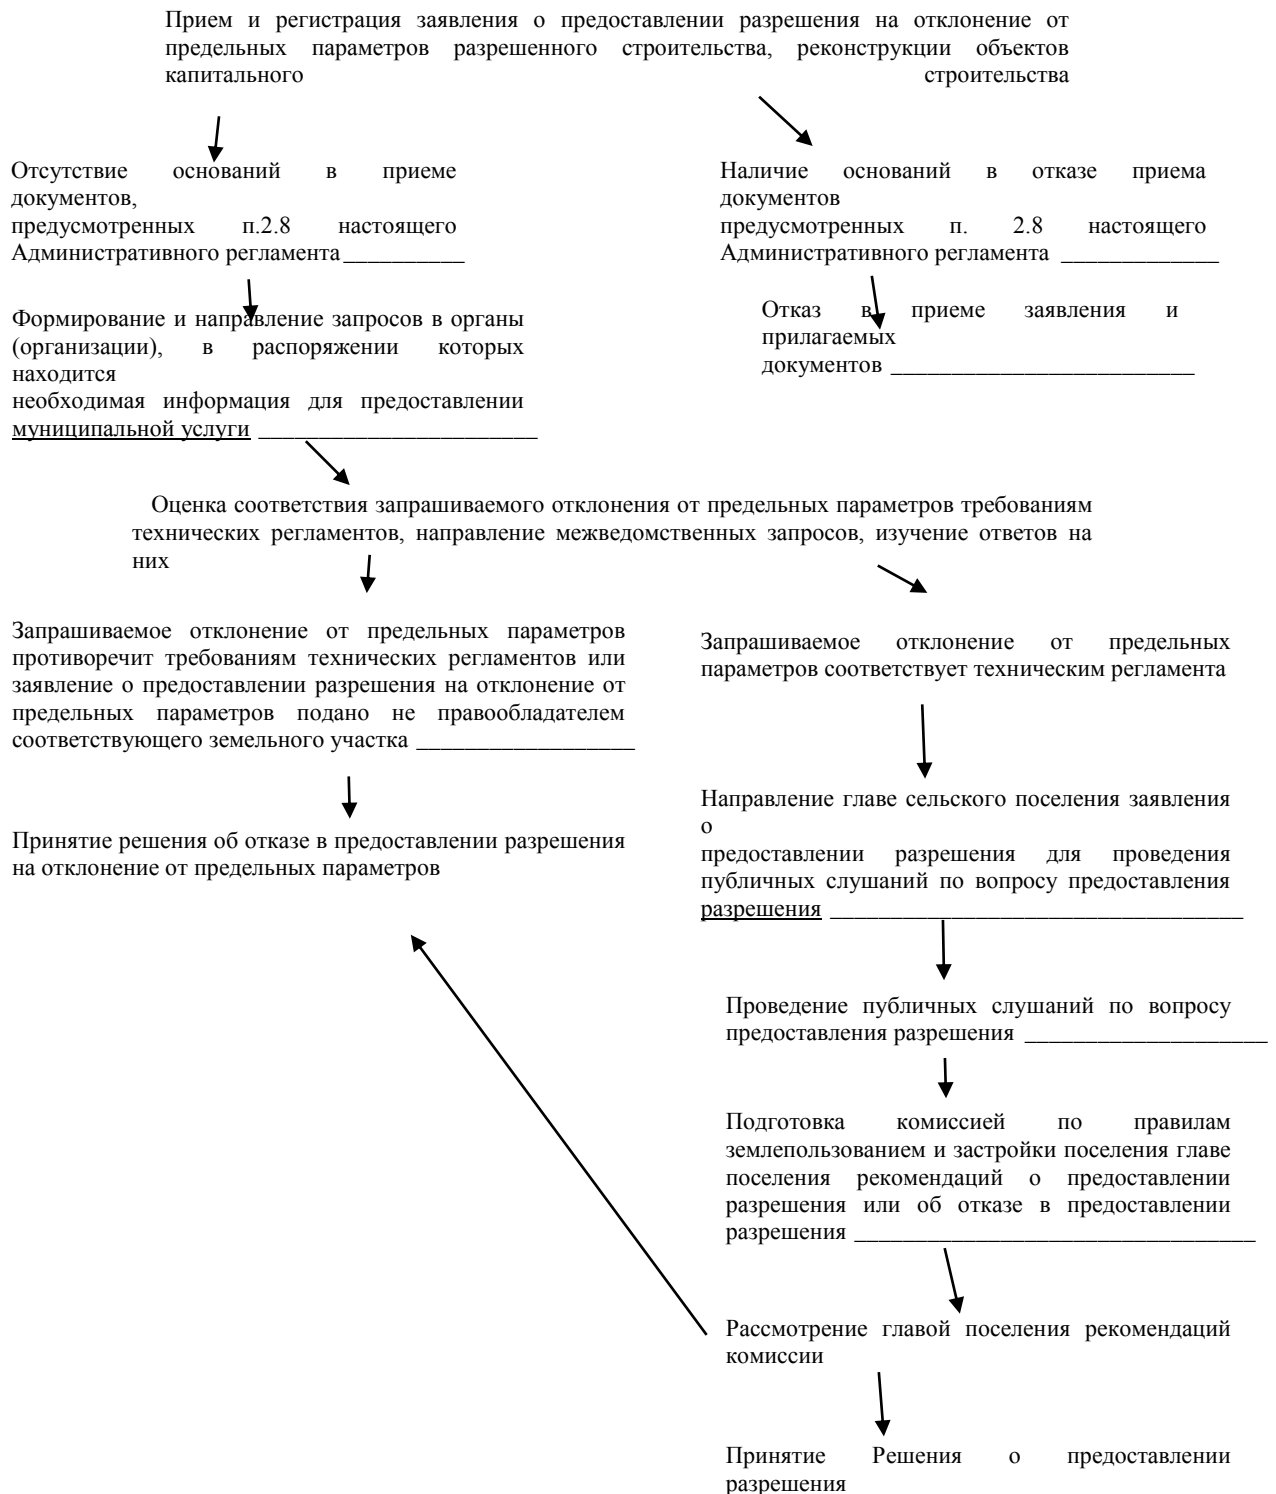 Прием и регистрация заявления о предоставлении разрешения на отклонение от
предельных параметров разрешенного строительства, реконструкции объектов
капитального строительства
Отсутствие оснований в приеме
документов,
предусмотренных п.2.8 настоящего
Административного регламента__________
Наличие оснований в отказе приема
документов
предусмотренных п. 2.8 настоящего
Административного регламента _____________
Формирование и направление запросов в органы
(организации), в распоряжении которых
находится
необходимая информация для предоставлении
муниципальной услуги _______________________
Отказ в приеме заявления и
прилагаемых
документов _________________________
Оценка соответствия запрашиваемого отклонения от предельных параметров требованиям
технических регламентов, направление межведомственных запросов, изучение ответов на
них
Запрашиваемое отклонение от предельных параметров
противоречит требованиям технических регламентов или
заявление о предоставлении разрешения на отклонение от
предельных параметров подано не правообладателем
соответствующего земельного участка __________________
Запрашиваемое отклонение от предельных
параметров соответствует техническим регламента
Принятие решения об отказе в предоставлении разрешения
на отклонение от предельных параметров
Направление главе сельского поселения заявления
о
предоставлении разрешения для проведения
публичных слушаний по вопросу предоставления
разрешения __________________________________
Проведение публичных слушаний по вопросу
предоставления разрешения ____________________
Подготовка комиссией по правилам
землепользованием и застройки поселения главе
поселения рекомендаций о предоставлении
разрешения или об отказе в предоставлении
разрешения _________________________________
Рассмотрение главой поселения рекомендаций
комиссии
Принятие Решения о предоставлении
разрешения